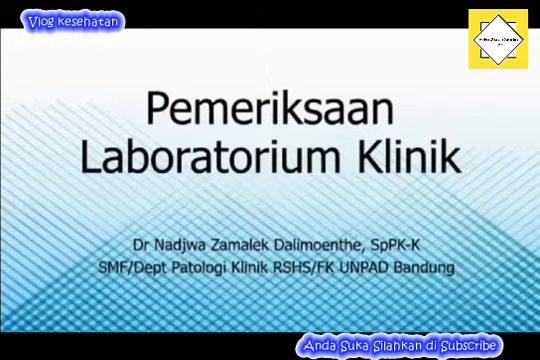 Vlog kesehatan
Pemeriksaan
Laboratorium Klinik
Dr Nadjwa Zamalek Dalimoenthe, SpPK-K
SMF/Dept Patologi Klinik RSHS/FK UNPAD Bandung
Anda Suka Silahkan di Subscribe